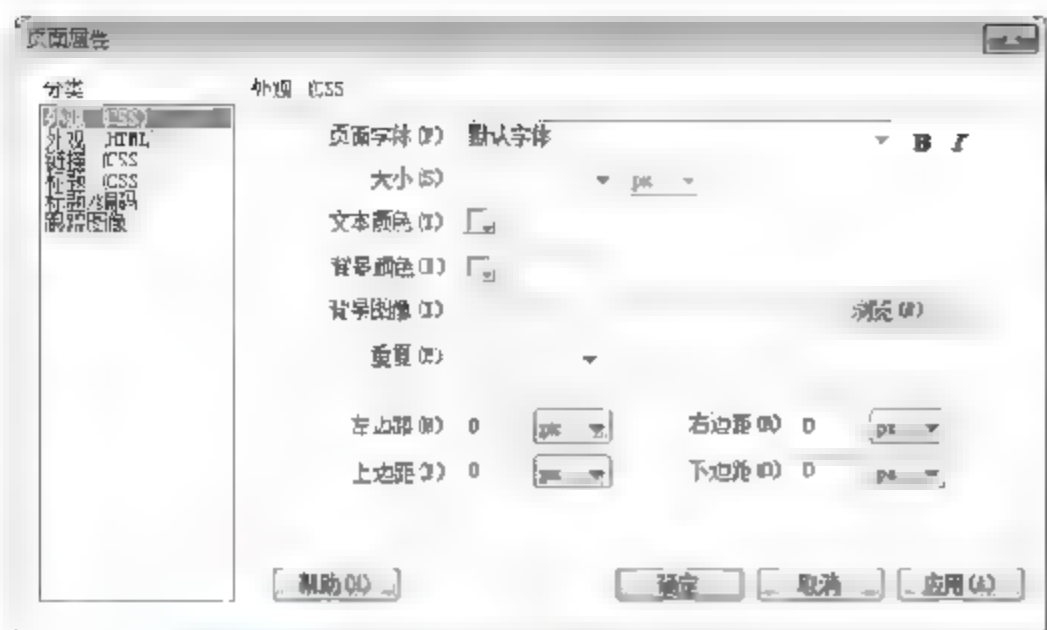 页面属性
分类
外观 (CSS)
外观 (HTML)
链接 (CSS)
标题 (CSS)
标题/编码
跟踪图像
外观 (CSS)
页面字体(F) 默认字体 B I
大小(S) px
文本颜色(T)
背景颜色
背景图像(I) 浏览
重复
左边距(M) 0 px 右边距(R) 0 px
上边距 0 px 下边距 0 px
帮助 确定 取消 应用(A)